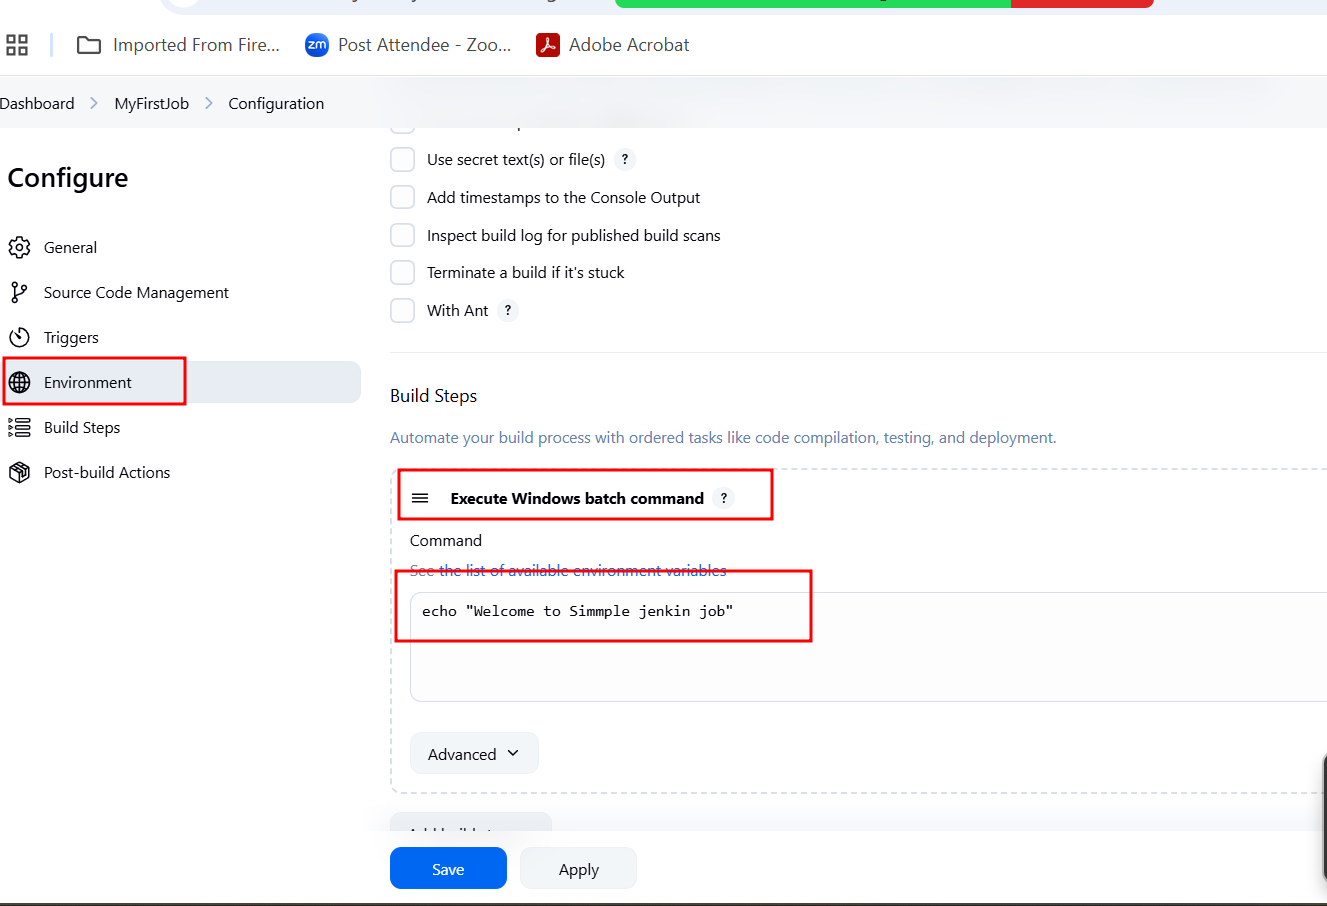 Imported From Fire...
zm Post Attendee - Zoo...
Adobe Acrobat
Dashboard > MyFirstJob > Configuration
Configure
General
Source Code Management
Triggers
Environment
Build Steps
Post-build Actions
Use secret text(s) or file(s) ?
Add timestamps to the Console Output
Inspect build log for published build scans
Terminate a build if it's stuck
With Ant ?
Build Steps
Automate your build process with ordered tasks like code compilation, testing, and deployment.
Execute Windows batch command ?
Command
See the list of available environment variables
echo "Welcome to Simmple jenkin job"
Advanced
Save
Apply